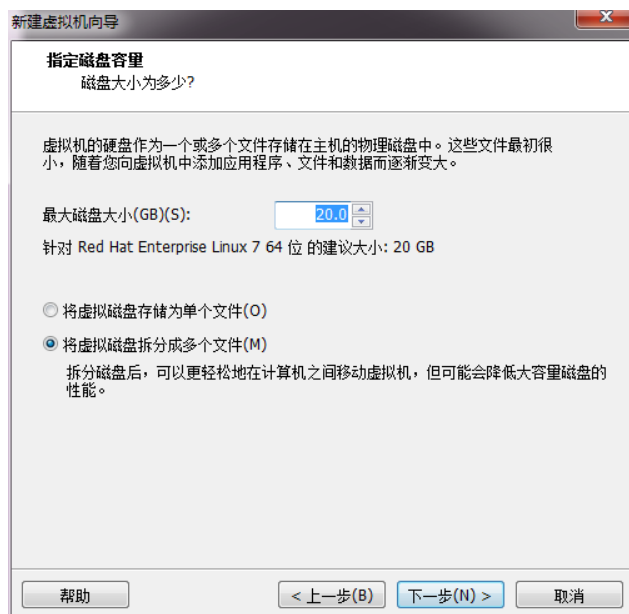 新建虚拟机向导
指定磁盘容量
磁盘大小为多少?
虚拟机的硬盘作为一个或多个文件存储在主机的物理磁盘中。这些文件最初很
小，随着您向虚拟机中添加应用程序、文件和数据而逐渐变大。
最大磁盘大小(GB)(S): 20.0
针对 Red Hat Enterprise Linux 7 64 位 的建议大小: 20 GB
将虚拟磁盘存储为单个文件(O)
将虚拟磁盘拆分成多个文件(M)
拆分磁盘后，可以更轻松地在计算机之间移动虚拟机，但可能会降低大容量磁盘的
性能。
帮助 < 上一步(B) 下一步(N) > 取消